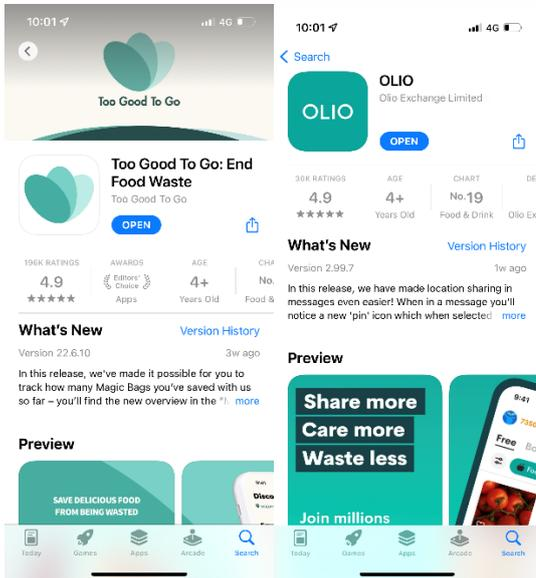 10:01
4G
Too Good To Go
Too Good To Go: End
Food Waste
Too Good To Go
OPEN
196K RATINGS
AWARDS
AGE
CHA
4.9
Editors'
Choice
4+
No.
Apps
Years Old
Food &
What's New
Version History
Version 22.6.10
3w ago
In this release, we've made it possible for you to
track how many Magic Bags you've saved with us
so far – you'll find the new overview in the
more
Preview
SAVE DELICIOUS FOOD
FROM BEING WASTED
Disco
Today
Games
Apps
Arcade
Search
10:01
4G
Search
OLIO
OLIO
Olio Exchange Limited
OPEN
30K RATINGS
AGE
CHART
DE
4.9
4+
No.19
Years Old
Food & Drink
Olio Ex
What's New
Version History
Version 2.99.7
1w ago
In this release, we have made location sharing in
messages even easier! When in a message you'll
notice a new 'pin' icon which when selected
more
Preview
Share more
Care more
Waste less
Join millions
9:41
Free
Today
Games
Apps
Arcade
Search